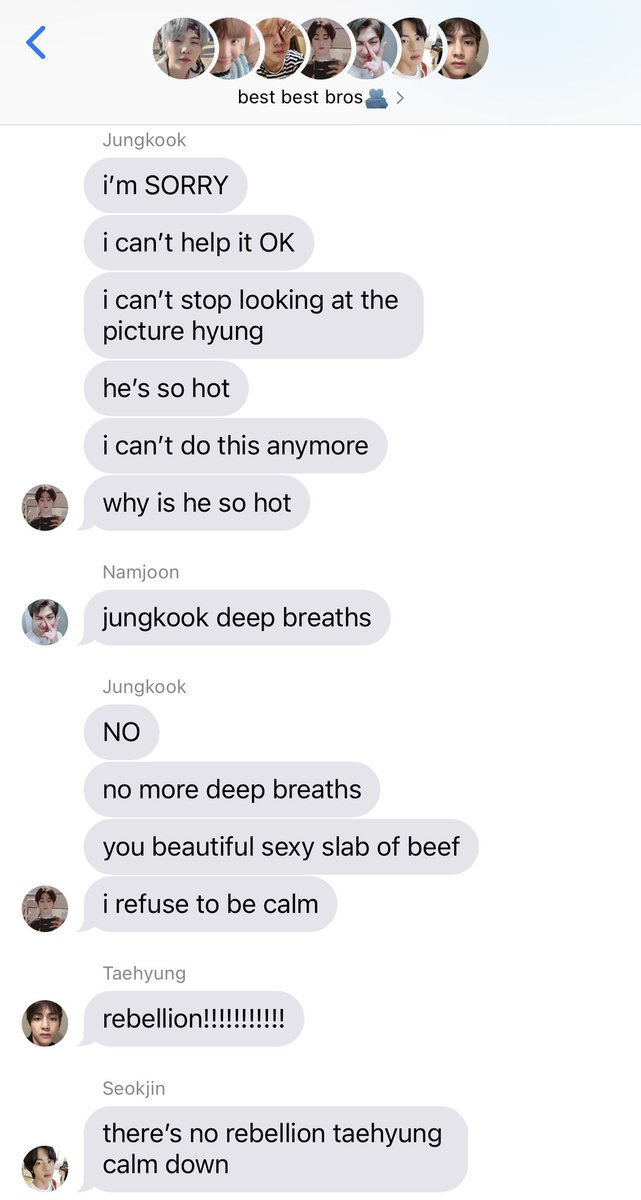 best best bros🫂 >
Jungkook
i’m SORRY
i can’t help it OK
i can’t stop looking at the
picture hyung
he’s so hot
i can’t do this anymore
why is he so hot
Namjoon
jungkook deep breaths
Jungkook
NO
no more deep breaths
you beautiful sexy slab of beef
i refuse to be calm
Taehyung
rebellion!!!!!!!!!!!
Seokjin
there’s no rebellion taehyung
calm down